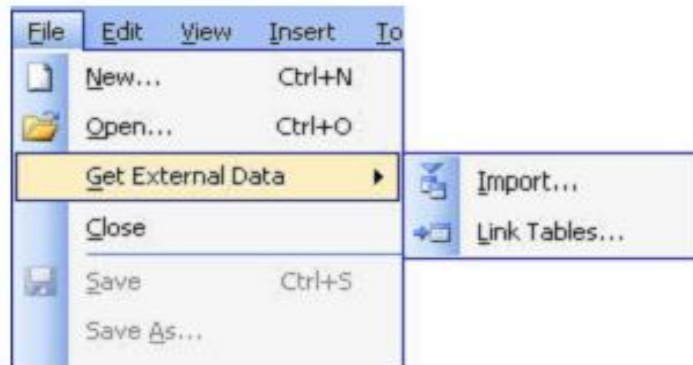 File Edit View Insert To
New... Ctrl+N
Open... Ctrl+O
Get External Data
Import...
Close
Link Tables...
Save Ctrl+S
Save As...